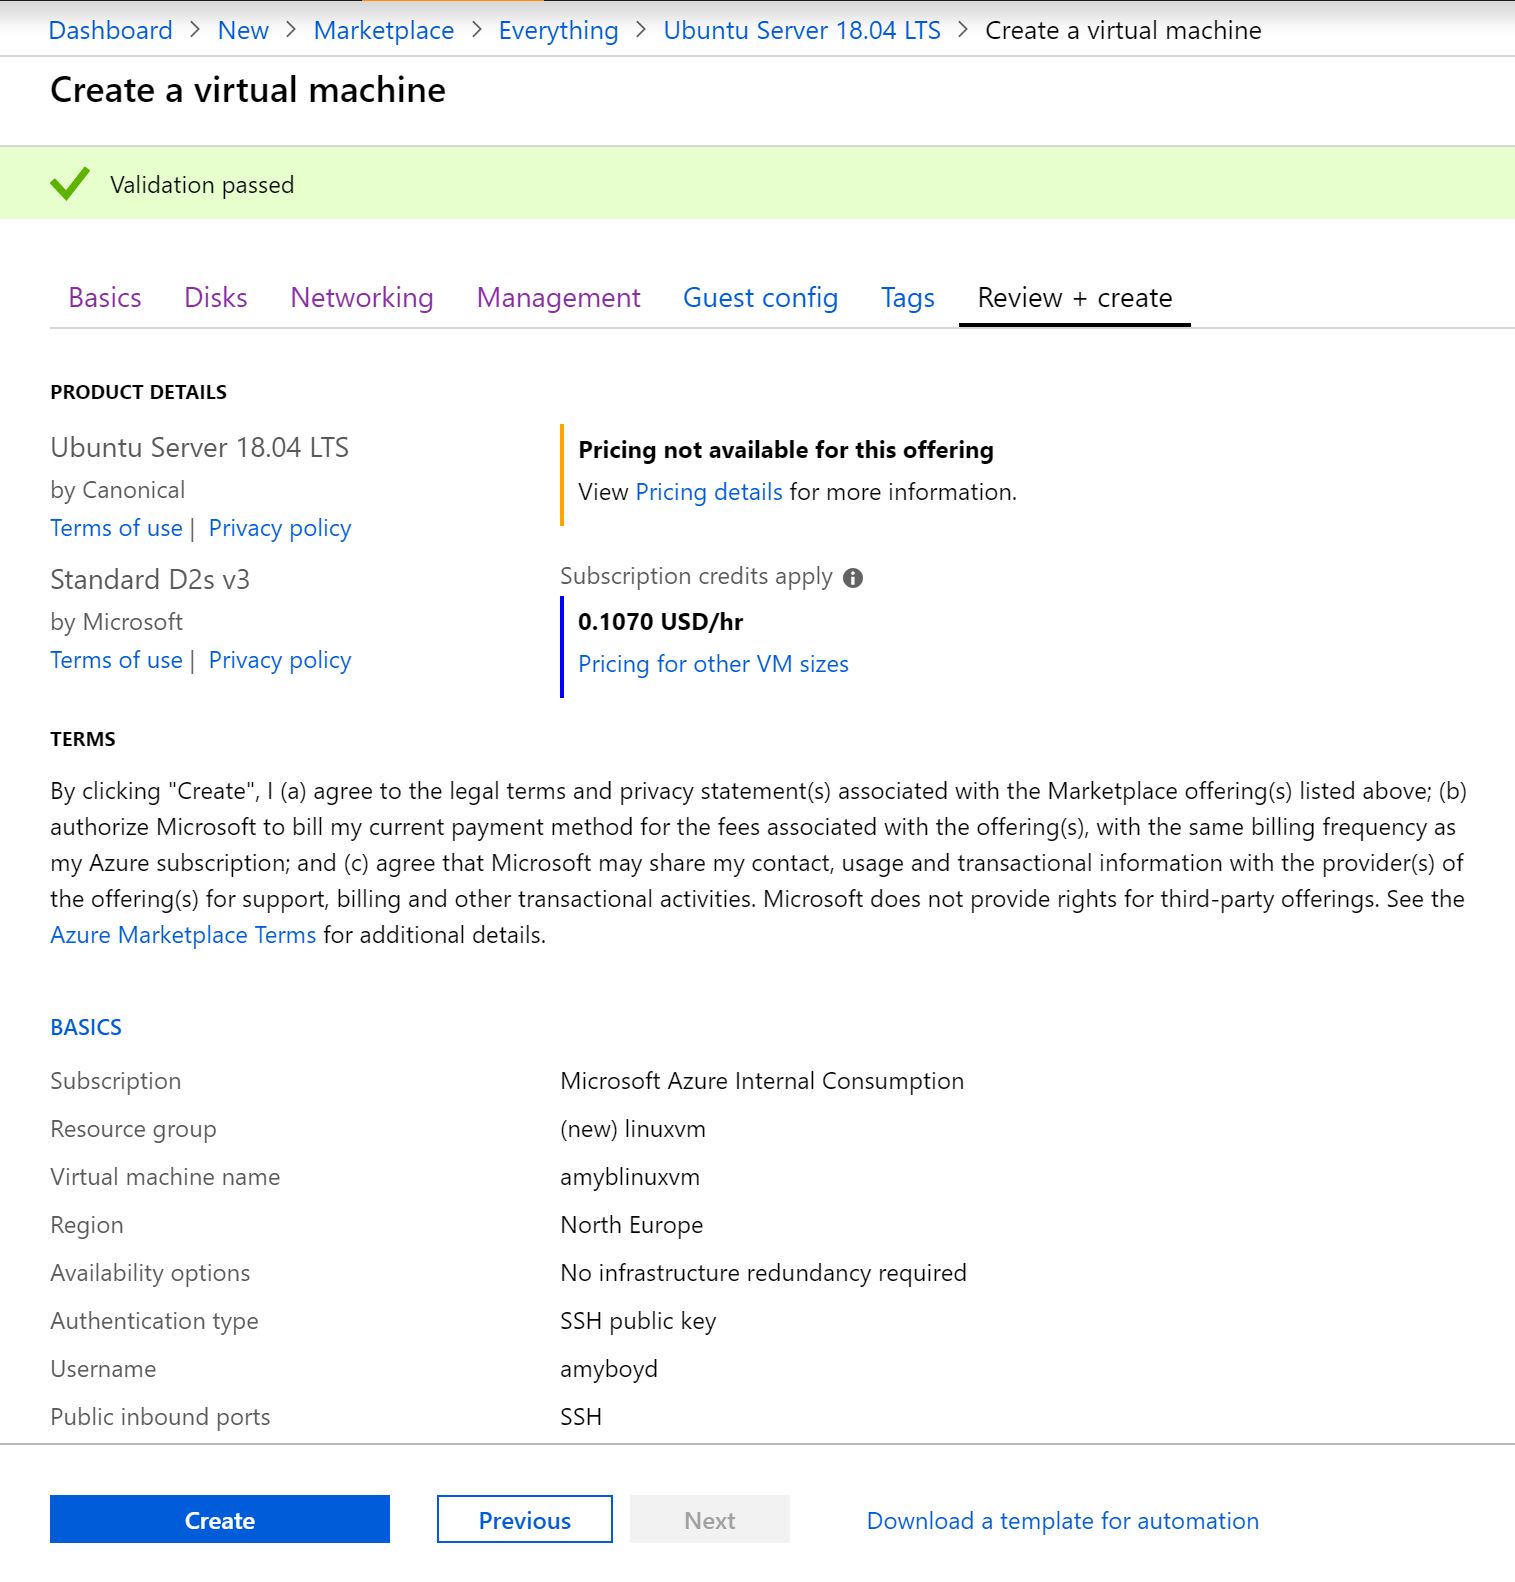 Dashboard > New > Marketplace > Everything > Ubuntu Server 18.04 LTS > Create a virtual machine
Create a virtual machine
Validation passed
Basics Disks Networking Management Guest config Tags Review + create
PRODUCT DETAILS
Ubuntu Server 18.04 LTS
by Canonical
Terms of use | Privacy policy
Pricing not available for this offering
View Pricing details for more information.
Standard D2s v3
by Microsoft
Terms of use | Privacy policy
Subscription credits apply
0.1070 USD/hr
Pricing for other VM sizes
TERMS
By clicking "Create", I (a) agree to the legal terms and privacy statement(s) associated with the Marketplace offering(s) listed above; (b)
authorize Microsoft to bill my current payment method for the fees associated with the offering(s), with the same billing frequency as
my Azure subscription; and (c) agree that Microsoft may share my contact, usage and transactional information with the provider(s) of
the offering(s) for support, billing and other transactional activities. Microsoft does not provide rights for third-party offerings. See the
Azure Marketplace Terms for additional details.
BASICS
Subscription Microsoft Azure Internal Consumption
Resource group (new) linuxvm
Virtual machine name amyblinuxvm
Region North Europe
Availability options No infrastructure redundancy required
Authentication type SSH public key
Username amyboyd
Public inbound ports SSH
Create Previous Next Download a template for automation